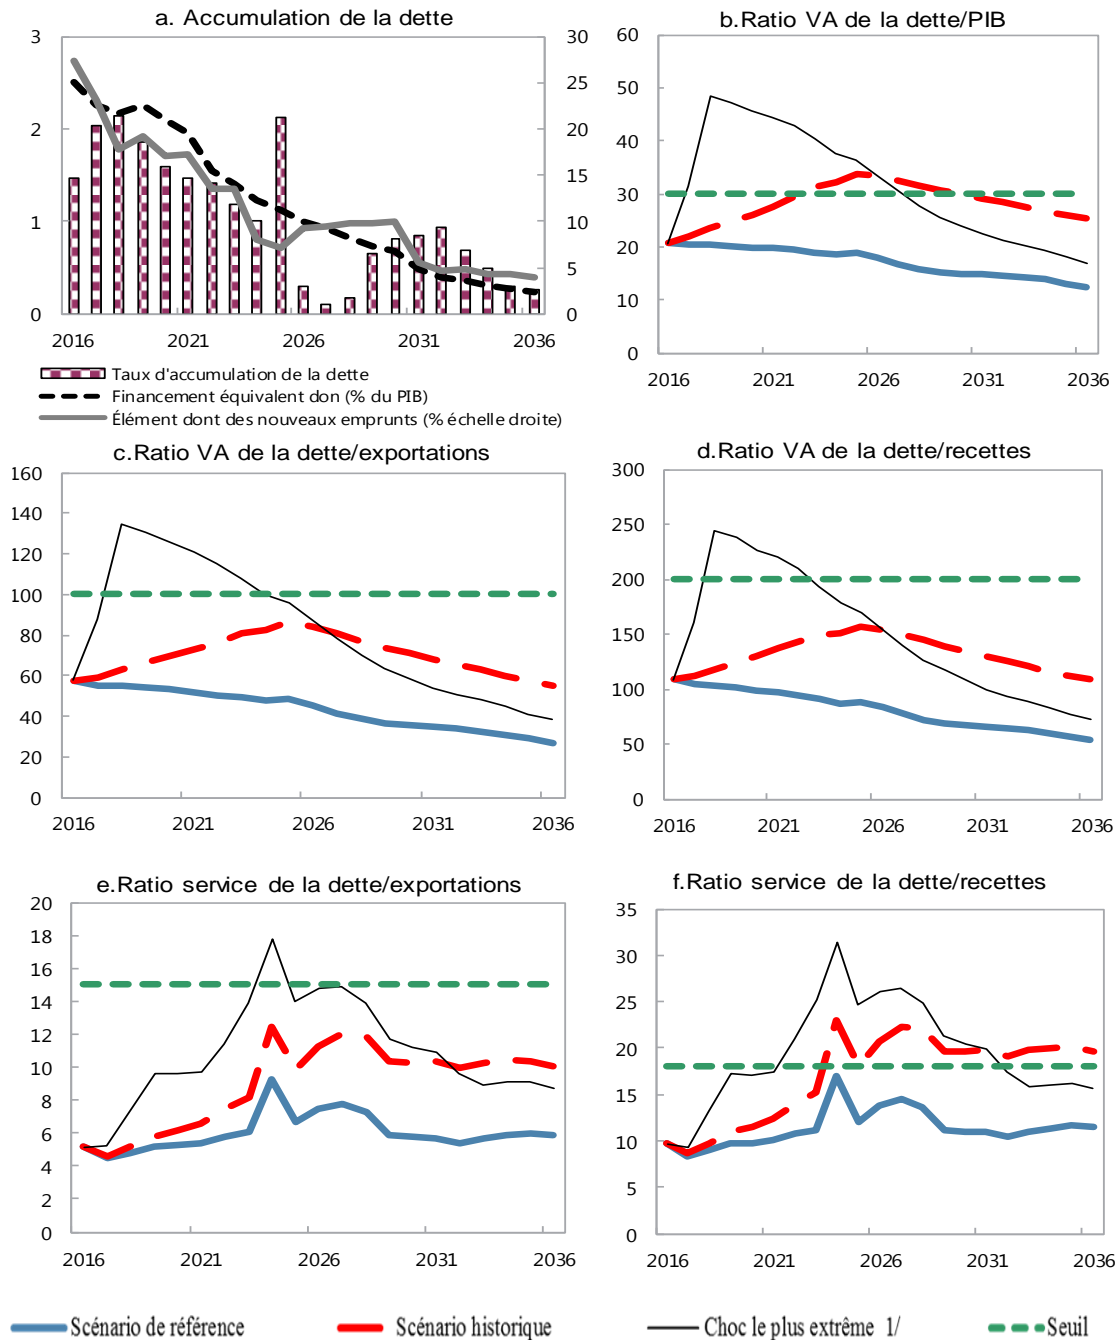 a. Accumulation de la dette
3
2
1
0
30
25
20
15
10
5
0
2016 2021 2026 2031 2036
Taux d'accumulation de la dette
Financement équivalent don (% du PIB)
Élément dont des nouveaux emprunts (% échelle droite)
b.Ratio VA de la dette/PIB
60
50
40
30
20
10
0
2016 2021 2026 2031 2036
c.Ratio VA de la dette/exportations
160
140
120
100
80
60
40
20
0
2016 2021 2026 2031 2036
d.Ratio VA de la dette/recettes
300
250
200
150
100
50
0
2016 2021 2026 2031 2036
e.Ratio service de la dette/exportations
20
18
16
14
12
10
8
6
4
2
0
2016 2021 2026 2031 2036
f.Ratio service de la dette/recettes
35
30
25
20
15
10
5
0
2016 2021 2026 2031 2036
Scénario de référence
Scénario historique
Choc le plus extrême 1/
Seuil